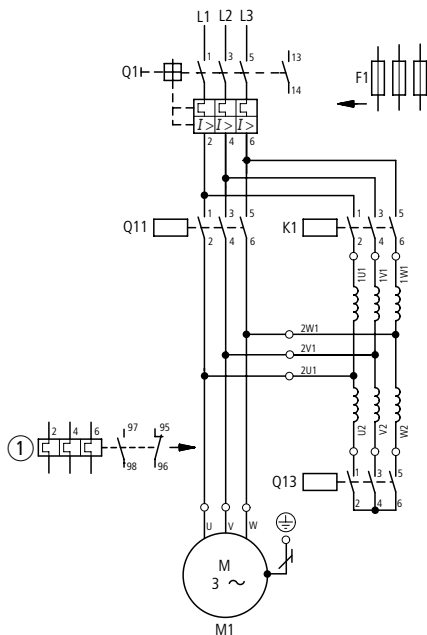 L1 L2 L3
Q1 1 3 5 13
14
F1
I> I> I>
2 4 6
Q11 1 3 5
2 4 6
K1 1 3 5
2 4 6
1U1 1V1 1W1
2W1
2V1
2U1
U2 V2 W2
1 2 4 6 97 95
98 96
Q13 1 3 5
2 4 6
U V W
M
3 ~
M1